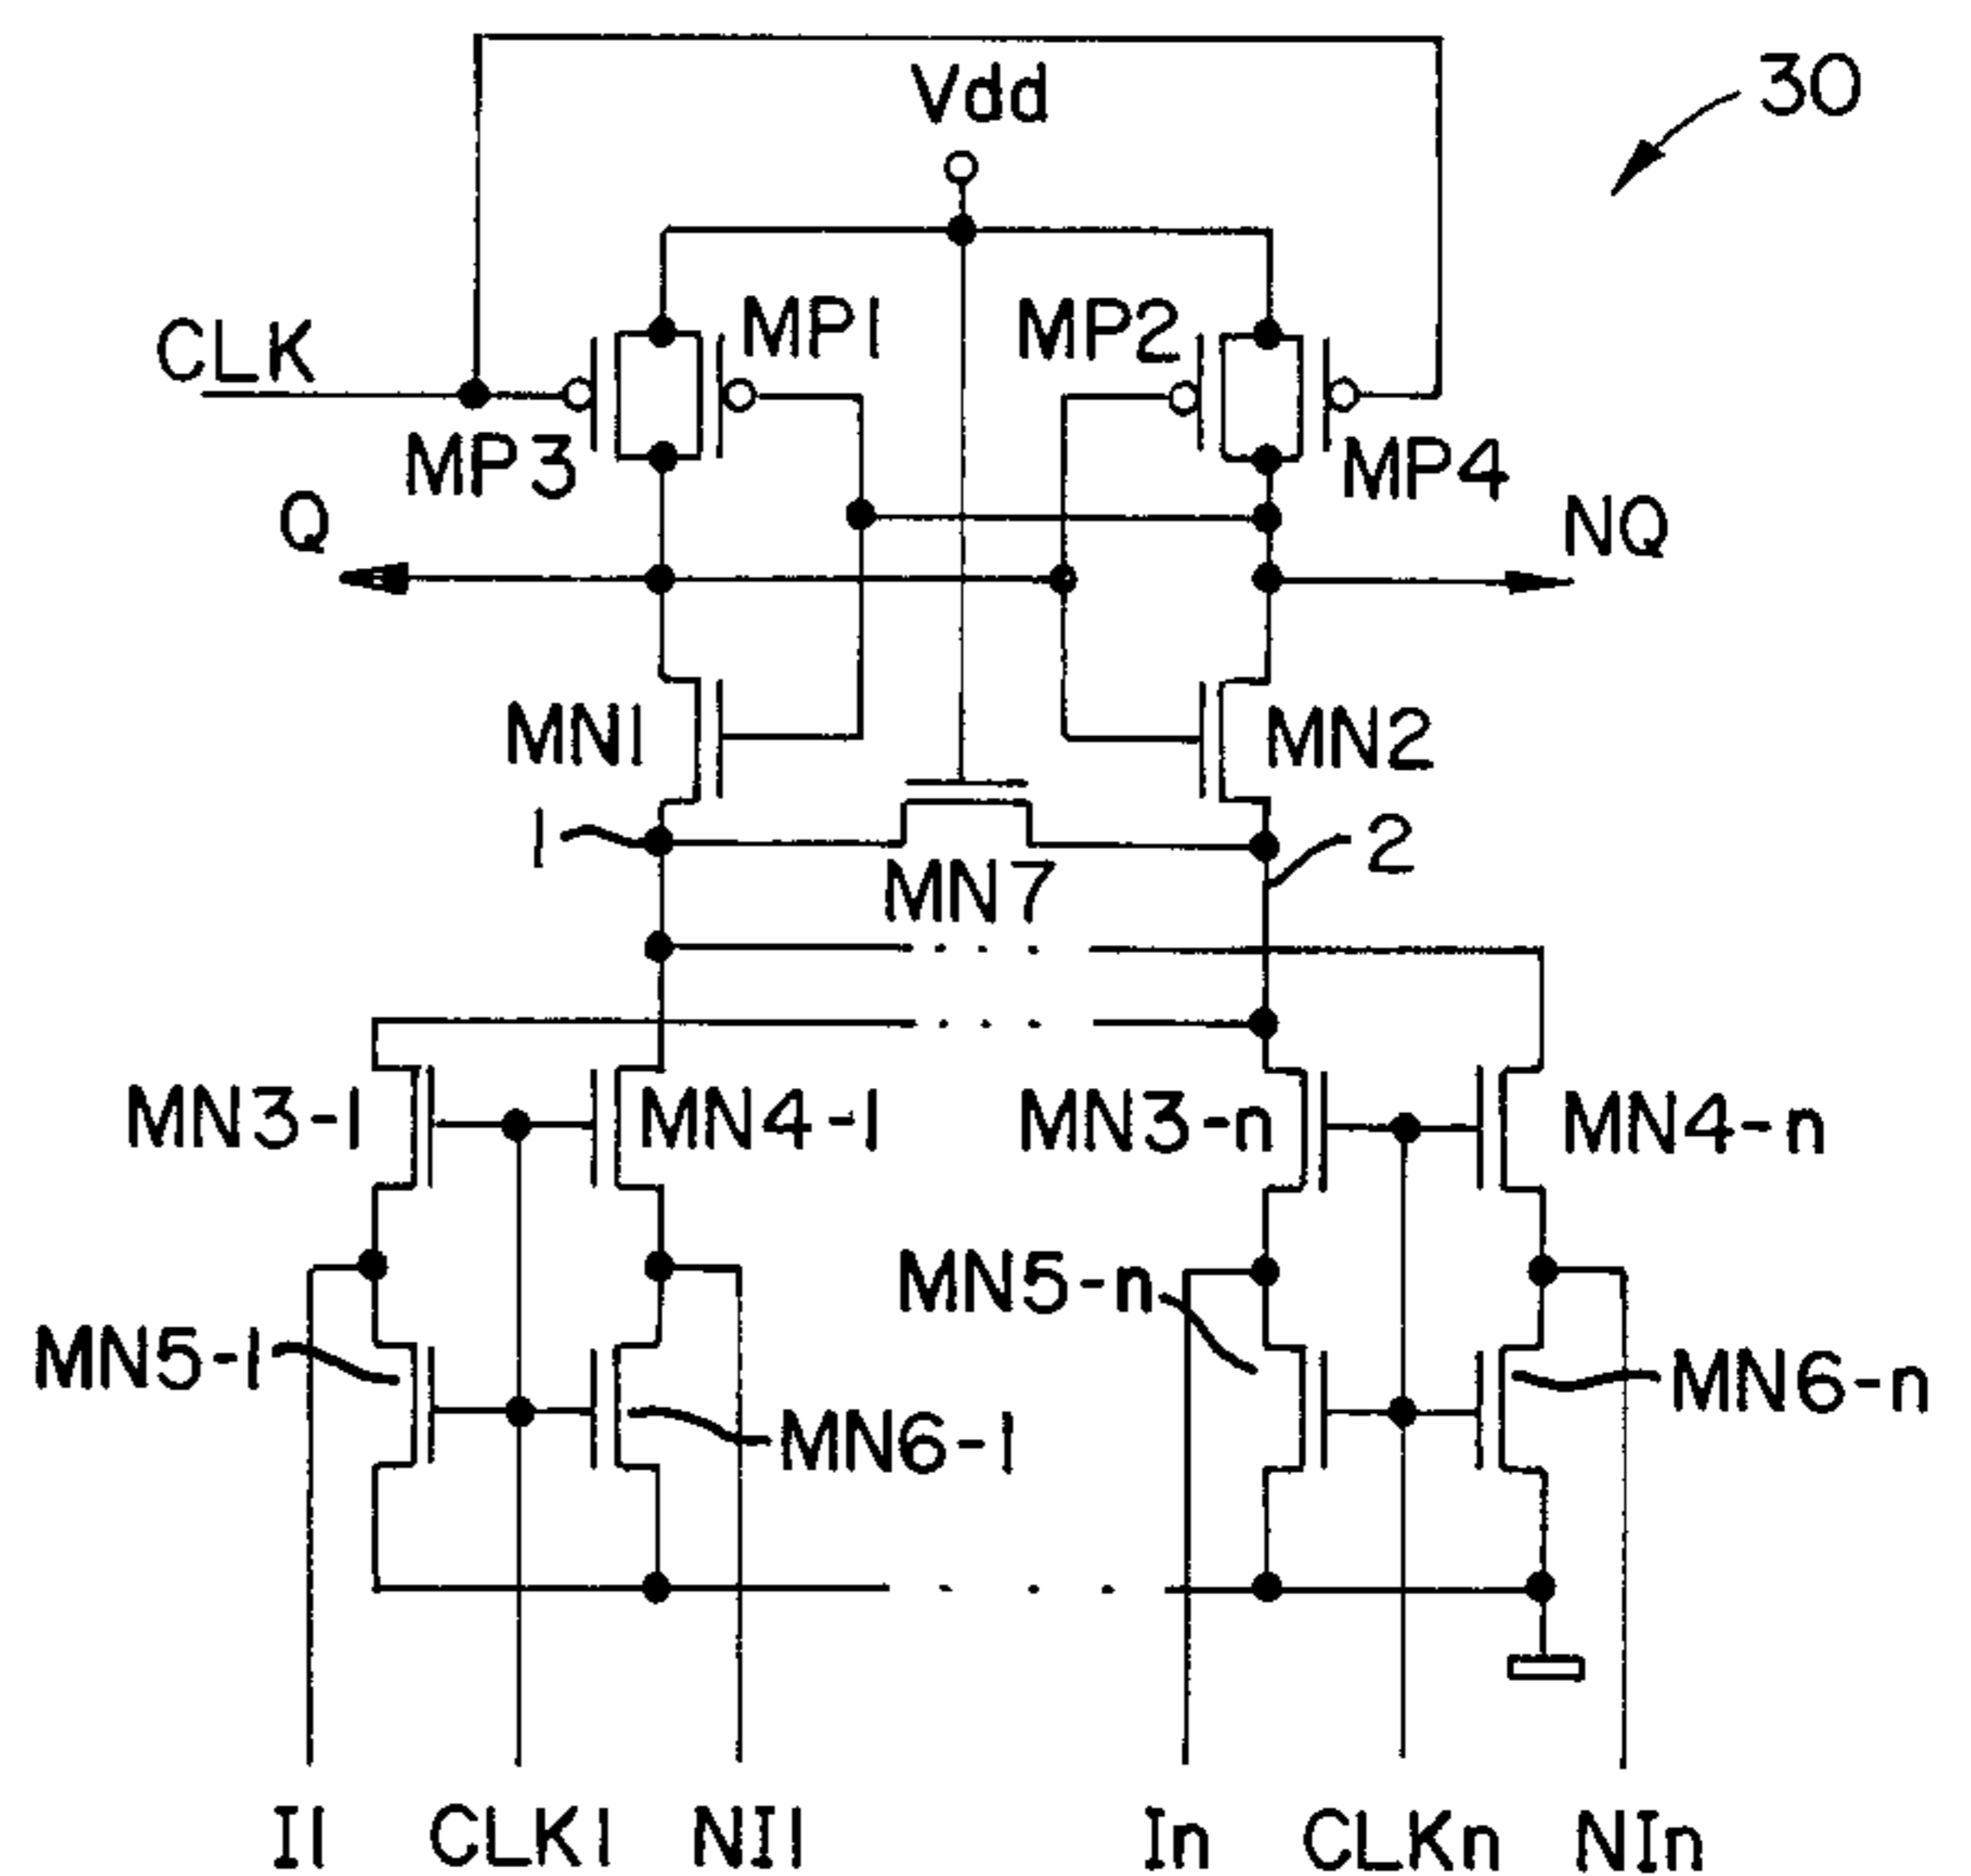 30
Vdd
CLK
MP1
MP2
MP3
MP4
Q
NQ
MN1
MN2
1
2
MN7
MN3-1
MN4-1
MN3-n
MN4-n
MN5-n
MN5-1
MN6-n
MN6-1
I1 CLK1 NI1 In CLKn NIn